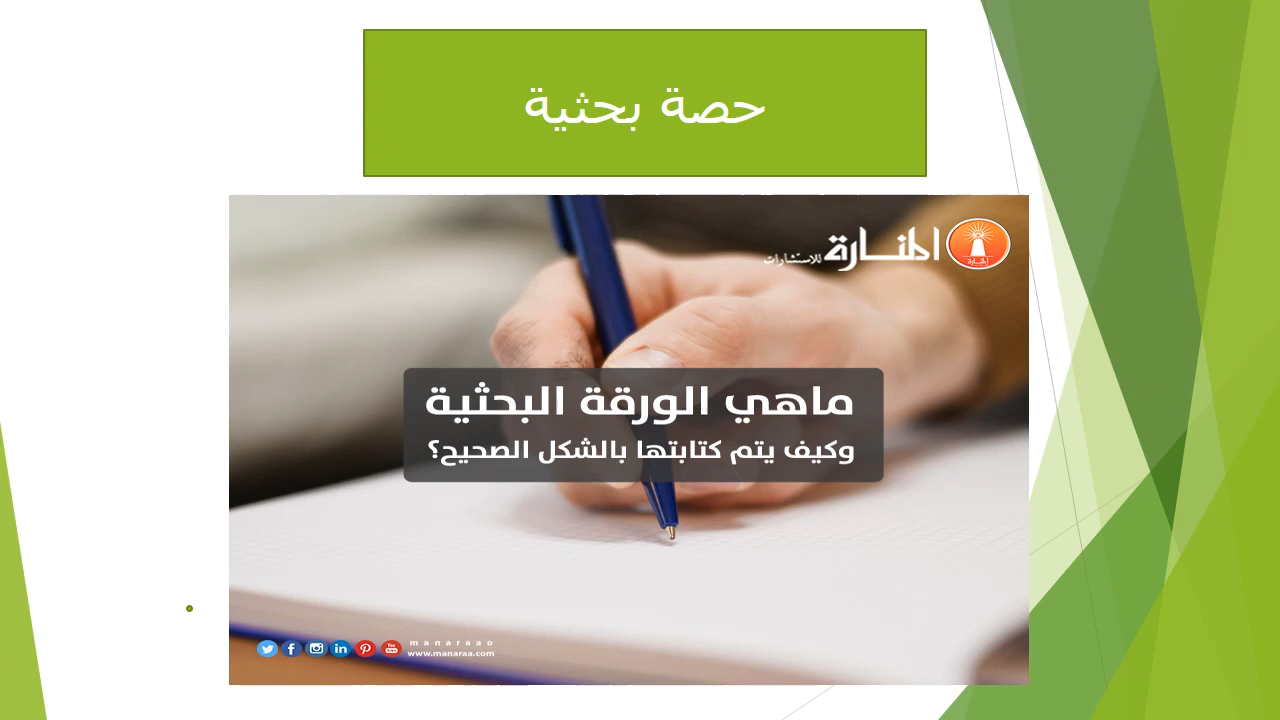 حصة بحثية
المنارة
للاستشارات
ماهي الورقة البحثية
وكيف يتم كتابتها بالشكل الصحيح؟
manaraao
www.manaraa.com